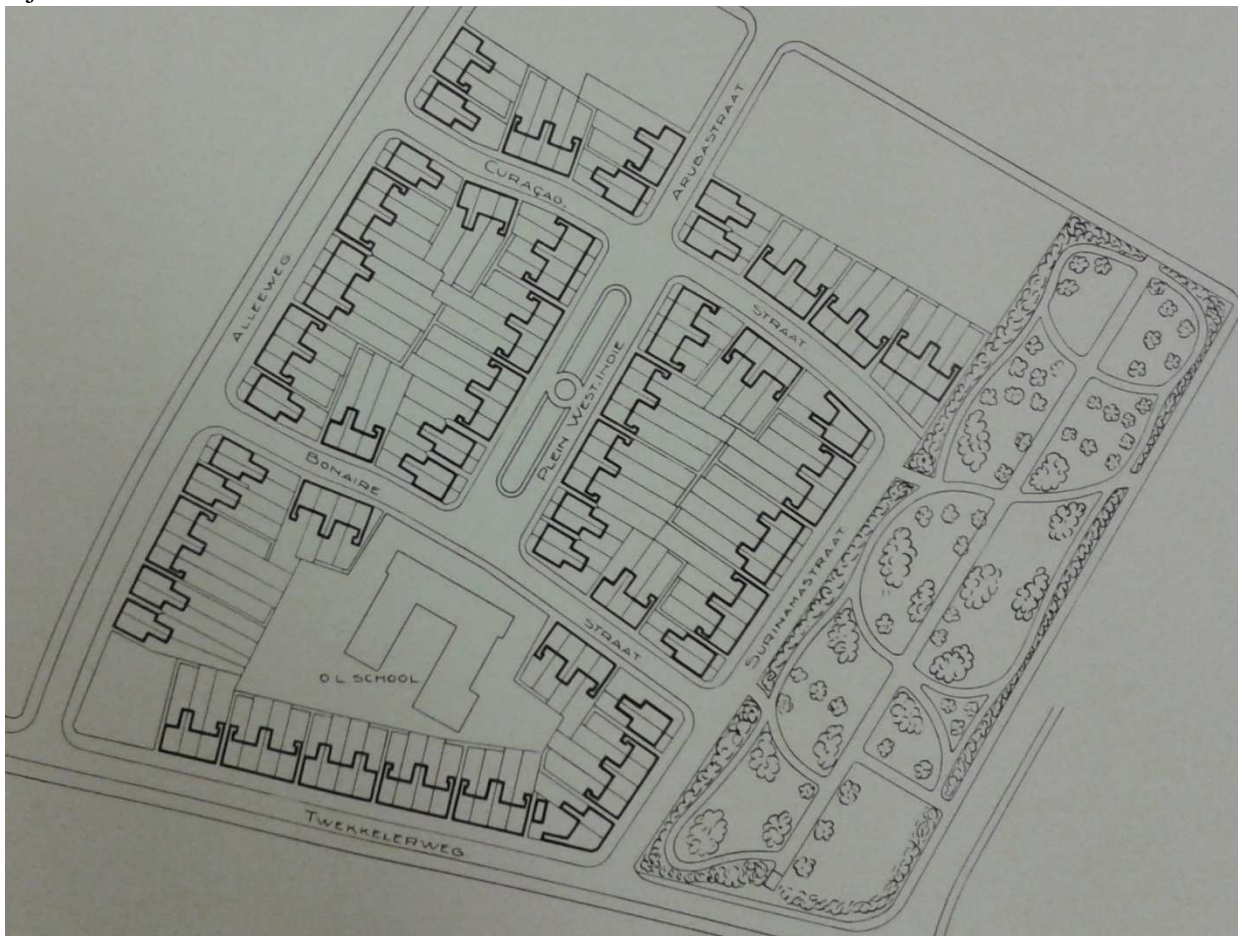 ARUBASTRAAT
CURAÇAO.
STRAAT
ALLEEWEG
PLEIN WEST.INDIE
BONAIRE
STRAAT
SURINAMASTRAAT
O L SCHOOL
TWEKKELERWEG.